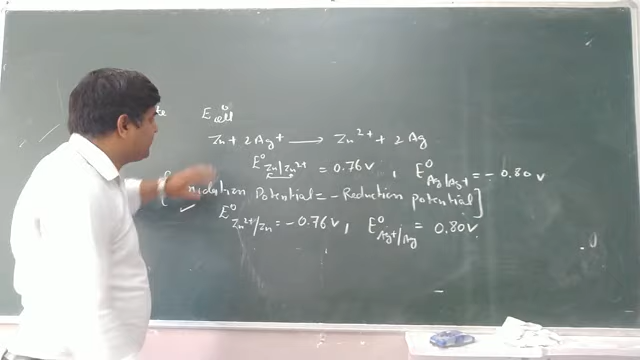 E°cell
Zn + 2Ag⁺ → Zn²⁺ + 2Ag
E°Zn/Zn²⁺ = 0.76 V , E°Ag/Ag⁺ = - 0.80 V
Potential = - Reduction potential]
E°Zn²⁺/Zn = - 0.76 V , E°Ag⁺/Ag = 0.80 V.